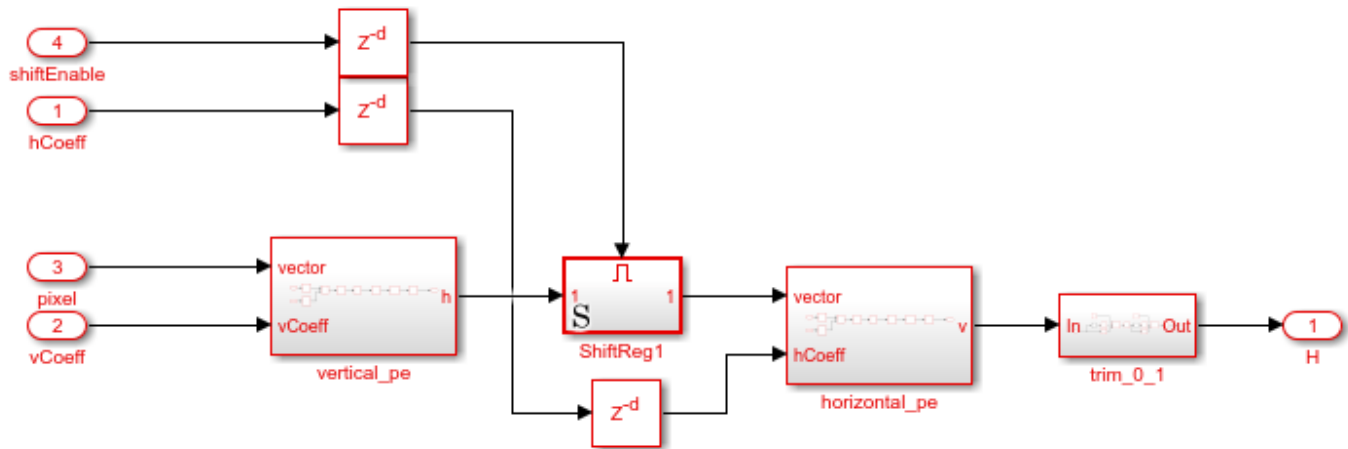 4
Z-d
shiftEnable
1
Z-d
hCoeff
3
pixel
2
vCoeff
vector
h
vCoeff
vertical_pe
1
1
S
ShiftReg1
Z-d
vector
v
hCoeff
horizontal_pe
In
Out
trim_0_1
1
H